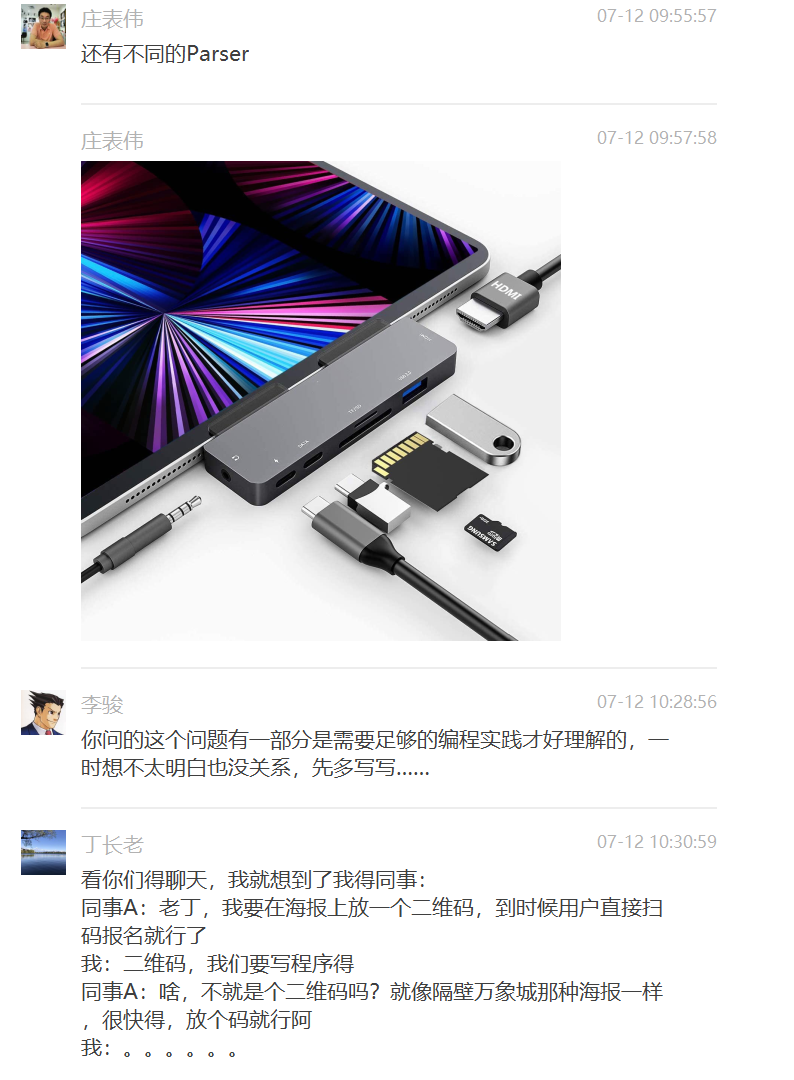 庄表伟
07-12 09:55:57
还有不同的Parser
庄表伟
07-12 09:57:58
HDMI
SAMSUNG
李骏
07-12 10:28:56
你问的这个问题有一部分是需要足够的编程实践才好理解的，一
时想不太明白也没关系，先多写写......
丁长老
07-12 10:30:59
看你们得聊天，我就想到了我得同事：
同事A：老丁，我要在海报上放一个二维码，到时候用户直接扫
码报名就行了
我：二维码，我们要写程序得
同事A：啥，不就是个二维码吗？就像隔壁万象城那种海报一样
，很快得，放个码就行阿
我：。。。。。。